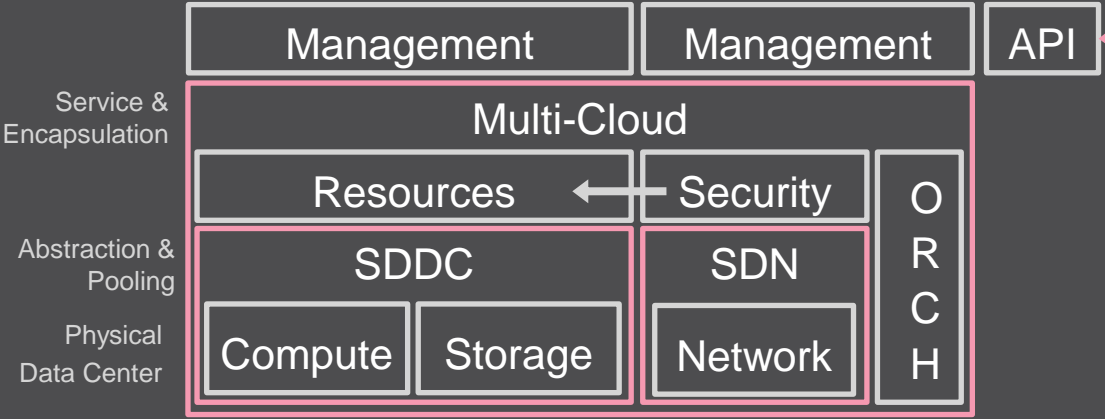 Management
Management
API
Service &
Encapsulation
Multi-Cloud
Resources
Security
ORCH
Abstraction &
Pooling
SDDC
SDN
Physical
Data Center
Compute
Storage
Network